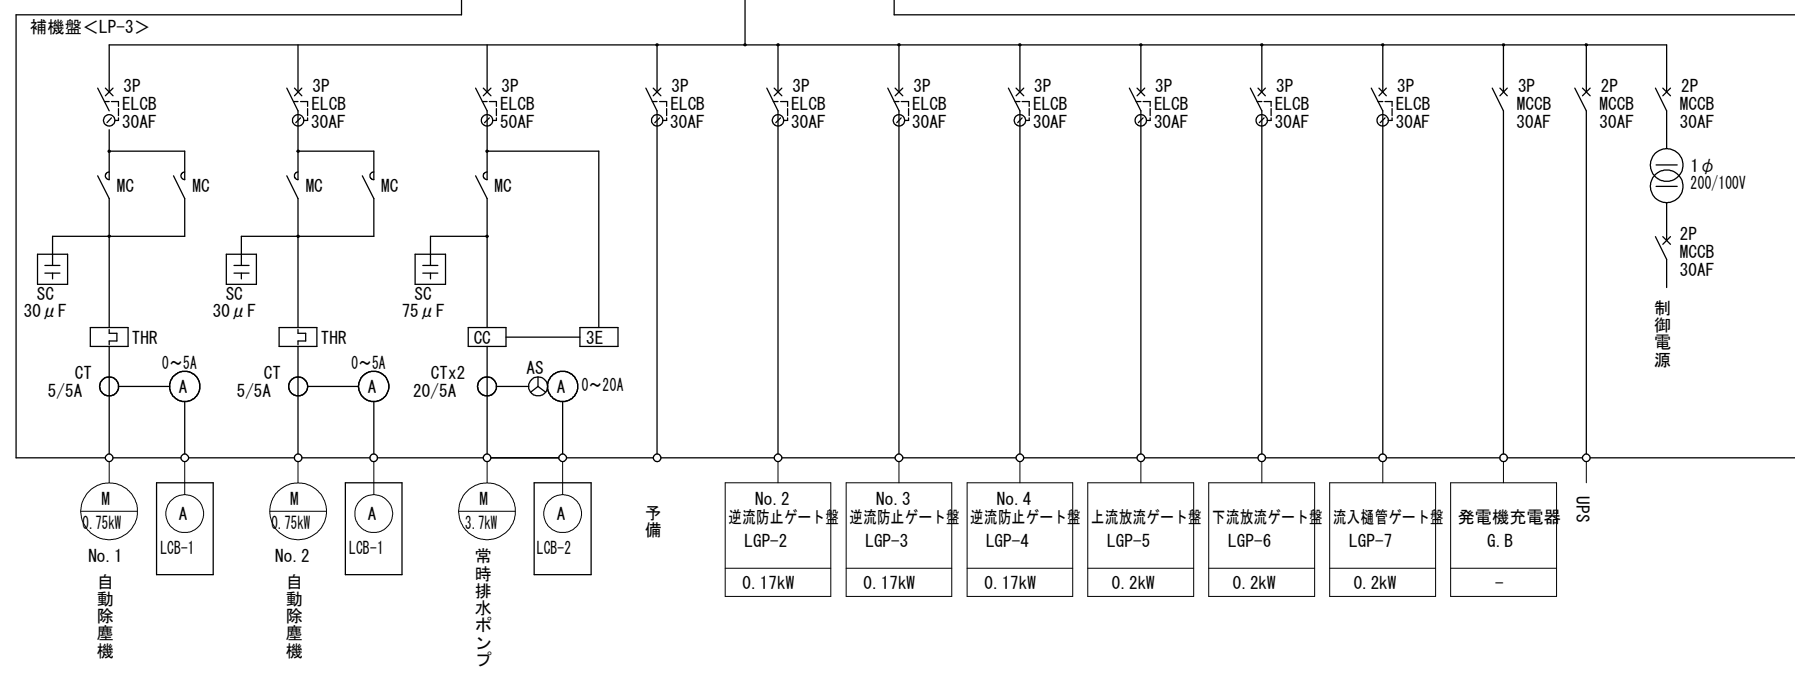 補機盤<LP-3>
3P
ELCB
30AF
3P
ELCB
30AF
3P
ELCB
50AF
3P
ELCB
30AF
3P
ELCB
30AF
3P
ELCB
30AF
3P
ELCB
30AF
3P
ELCB
30AF
3P
ELCB
30AF
3P
ELCB
30AF
3P
MCCB
30AF
2P
MCCB
30AF
2P
MCCB
30AF
MC
MC
MC
MC
MC
1φ
200/100V
2P
MCCB
30AF
制御電源
SC
30μF
SC
30μF
SC
75μF
THR
THR
CC
3E
CT
5/5A
0~5A
A
CT
5/5A
0~5A
A
CTx2
20/5A
AS
A
0~20A
M
0.75kW
No.1
自動除塵機
A
LCB-1
M
0.75kW
No.2
自動除塵機
A
LCB-1
M
3.7kW
常時排水ポンプ
A
LCB-2
予備
No.2
逆流防止ゲート盤
LGP-2
0.17kW
No.3
逆流防止ゲート盤
LGP-3
0.17kW
No.4
逆流防止ゲート盤
LGP-4
0.17kW
上流放流ゲート盤
LGP-5
0.2kW
下流放流ゲート盤
LGP-6
0.2kW
流入樋管ゲート盤
LGP-7
0.2kW
発電機充電器
G.B
-
UPS